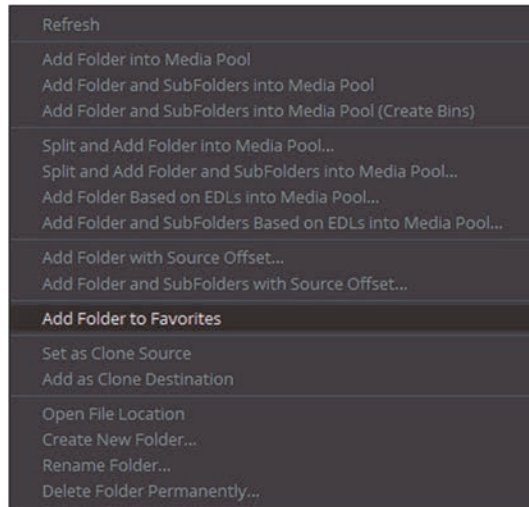 Refresh
Add Folder into Media Pool
Add Folder and SubFolders into Media Pool
Add Folder and SubFolders into Media Pool (Create Bins)
Split and Add Folder into Media Pool...
Split and Add Folder and SubFolders into Media Pool...
Add Folder Based on EDLs into Media Pool...
Add Folder and SubFolders Based on EDLs into Media Pool...
Add Folder with Source Offset...
Add Folder and SubFolders with Source Offset...
Add Folder to Favorites
Set as Clone Source
Add as Clone Destination
Open File Location
Create New Folder...
Rename Folder...
Delete Folder Permanently...